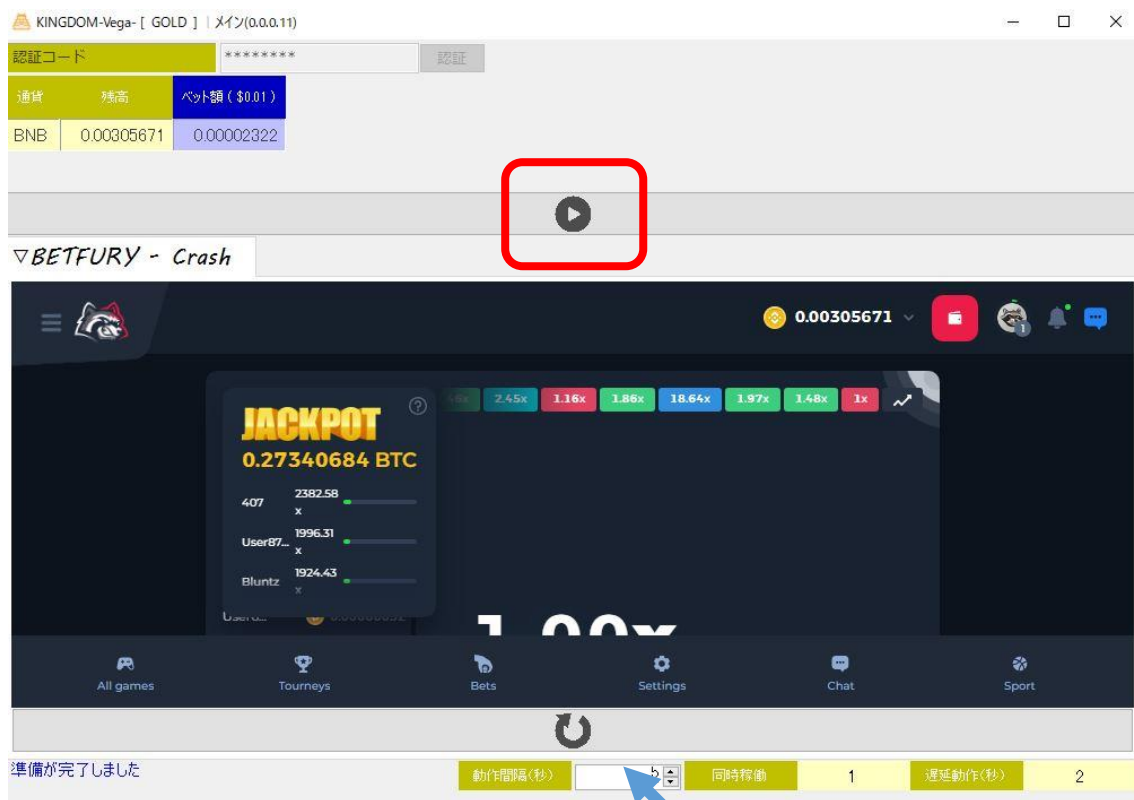 KINGDOM-Vega- [ GOLD ] | メイン(0.0.0.11)
認証コード ******** 認証
通貨 残高 ベット額 ( $0.01 )
BNB 0.00305671 0.00002322
▽BETFURY - Crash
0.00305671
1
2.45x 1.16x 1.86x 18.64x 1.97x 1.48x 1x
JACKPOT
0.27340684 BTC
407 2382.58
x
User87... 1996.31
x
Bluntz 1924.43
x
1.00x
All games Tourneys Bets Settings Chat Sport
準備が完了しました 動作間隔(秒) 同時稼働 1 遅延動作(秒) 2